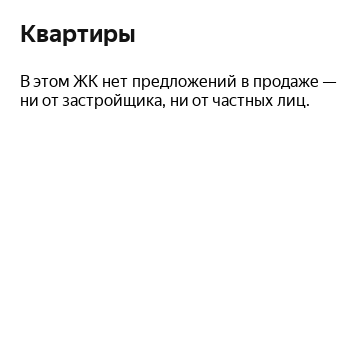 Квартиры
В этом ЖК нет предложений в продаже —
ни от застройщика, ни от частных лиц.